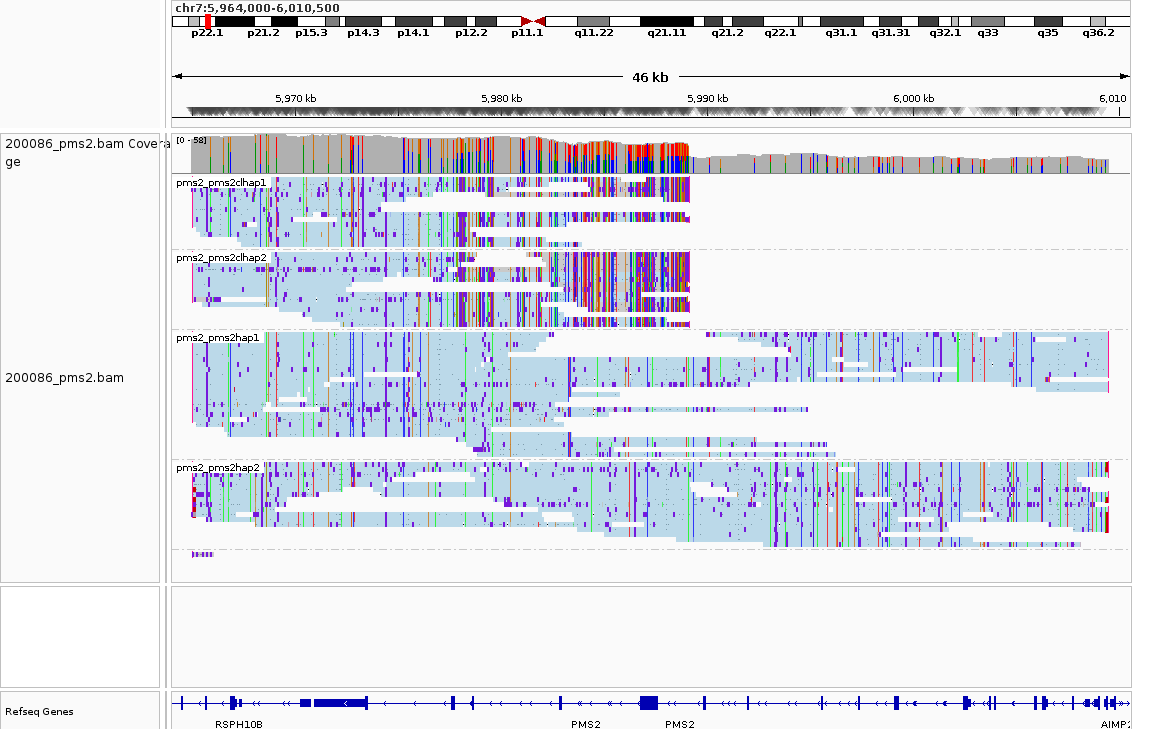 chr7:5,964,000-6,010,500
p22.1 p21.2 p15.3 p14.3 p14.1 p12.2 p11.1 q11.22 q21.11 q21.2 q22.1 q31.1 q31.31 q32.1 q33 q35 q36.2
46 kb
5,970 kb 5,980 kb 5,990 kb 6,000 kb 6,010
200086_pms2.bam Covera
ge
[0 - 58]
pms2_pms2clhap1
pms2_pms2clhap2
pms2_pms2hap1
200086_pms2.bam
pms2_pms2hap2
Refseq Genes
RSPH10B PMS2 PMS2 AIMP2